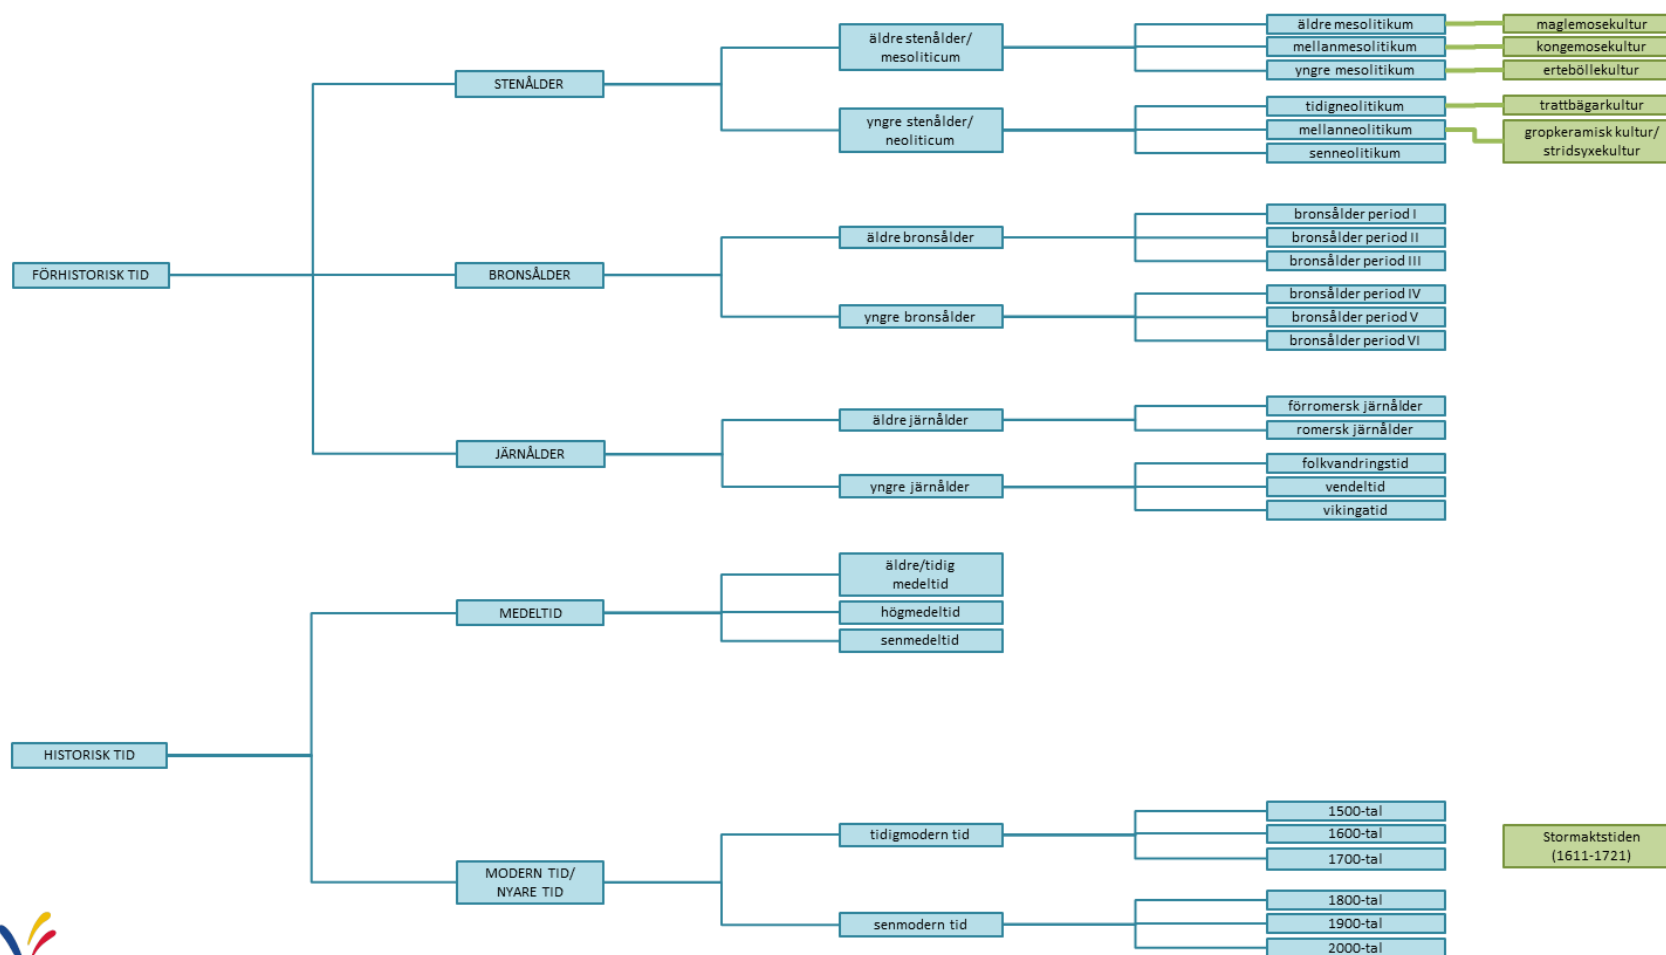 äldre mesolitikum
maglemosekultur
äldre stenålder/
mesoliticum
mellanmesolitikum
kongemosekultur
yngre mesolitikum
erteböllekultur
STENÅLDER
tidigneolitikum
trattbägarkultur
yngre stenålder/
neoliticum
mellanneolitikum
gropkeramisk kultur/
stridsyxekultur
senneolitikum
bronsålder period I
äldre bronsålder
bronsålder period II
bronsålder period III
FÖRHISTORISK TID
BRONSÅLDER
bronsålder period IV
yngre bronsålder
bronsålder period V
bronsålder period VI
förromersk järnålder
äldre järnålder
romersk järnålder
JÄRNÅLDER
folkvandringstid
yngre järnålder
vendeltid
vikingatid
äldre/tidig
medeltid
MEDELTID
högmedeltid
senmedeltid
HISTORISK TID
1500-tal
tidigmodern tid
1600-tal
Stormaktstiden
(1611-1721)
1700-tal
MODERN TID/
NYARE TID
1800-tal
senmodern tid
1900-tal
2000-tal